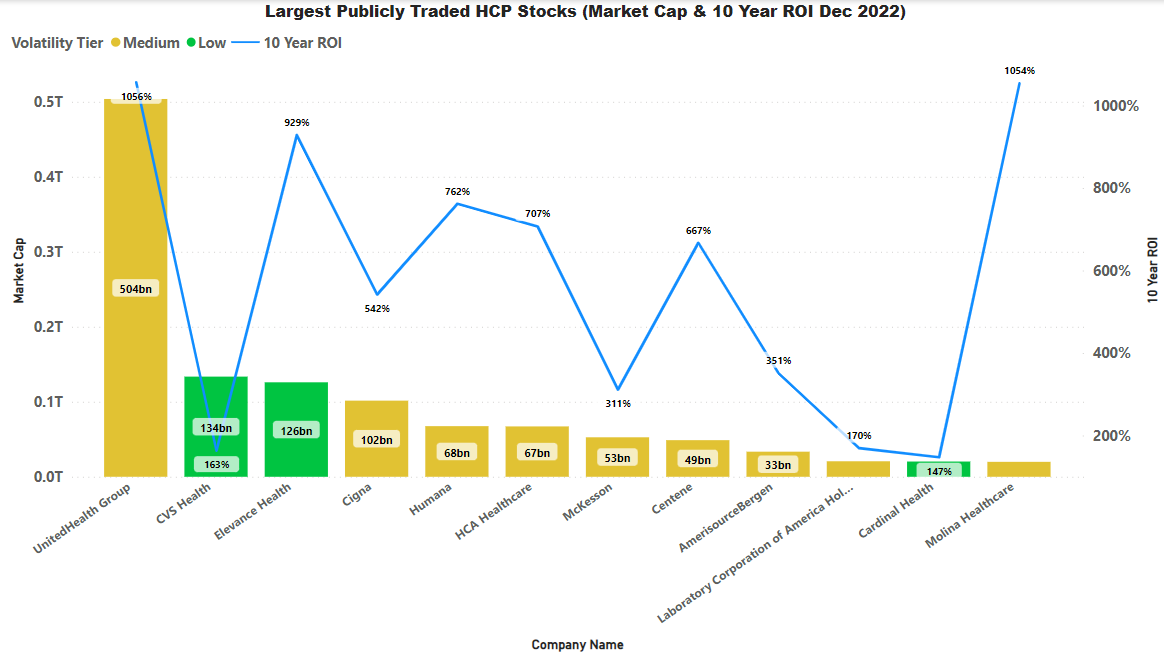 Largest Publicly Traded HCP Stocks (Market Cap & 10 Year ROI Dec 2022)
Volatility Tier Medium Low 10 Year ROI
1054%
0.5T
1056%
1000%
929%
0.4T
800%
762%
707%
667%
0.3T
600%
542%
504bn
0.2T
400%
351%
311%
0.1T
200%
170%
134bn
126bn
102bn
68bn
67bn
53bn
49bn
33bn
163%
147%
0.0T
Market Cap
10 Year ROI
UnitedHealth Group
CVS Health
Elevance Health
Cigna
Humana
HCA Healthcare
McKesson
Centene
AmerisourceBergen
Laboratory Corporation of America Hol...
Cardinal Health
Molina Healthcare
Company Name